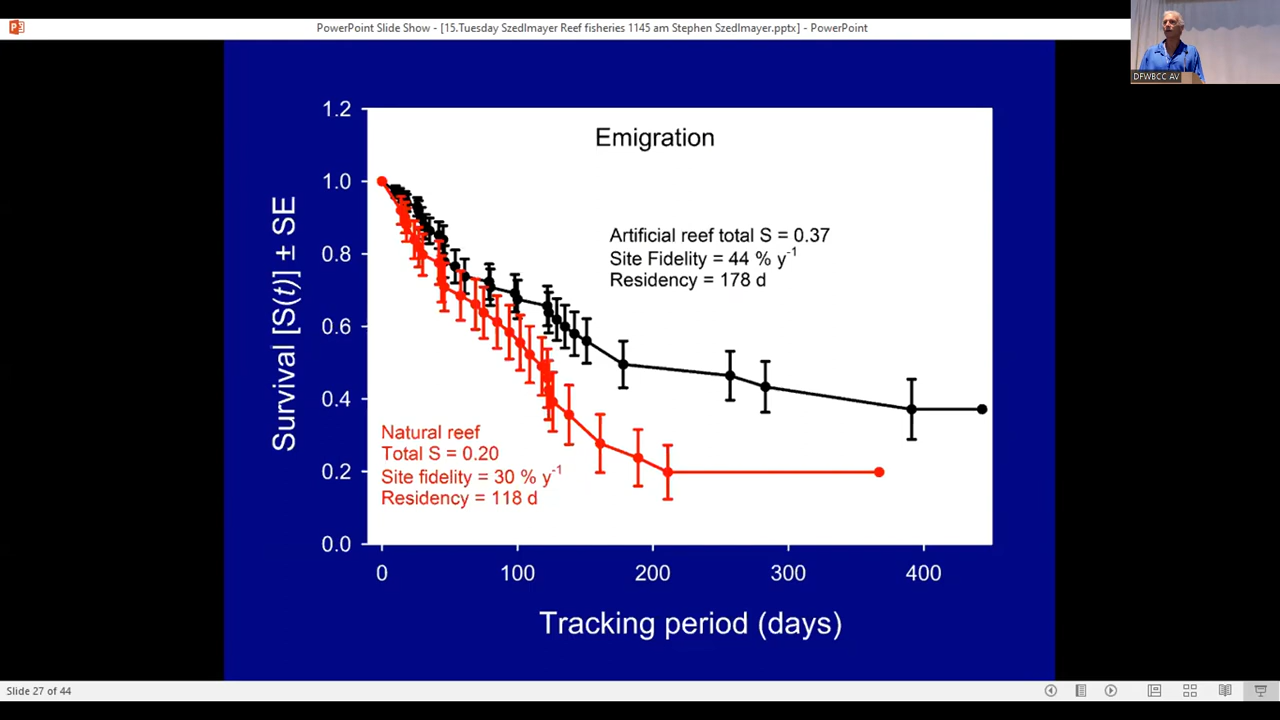 PowerPoint Slide Show - [15.Tuesday Szedlmayer Reef fisheries 1145 am Stephen Szedlmayer.pptx] - PowerPoint
DFWBCC AV
Emigration
1.2
1.0
0.8
0.6
0.4
0.2
0.0
Survival [S(t)] ± SE
Artificial reef total S = 0.37
Site Fidelity = 44 % y-1
Residency = 178 d
Natural reef
Total S = 0.20
Site fidelity = 30 % y-1
Residency = 118 d
0 100 200 300 400
Tracking period (days)
Slide 27 of 44